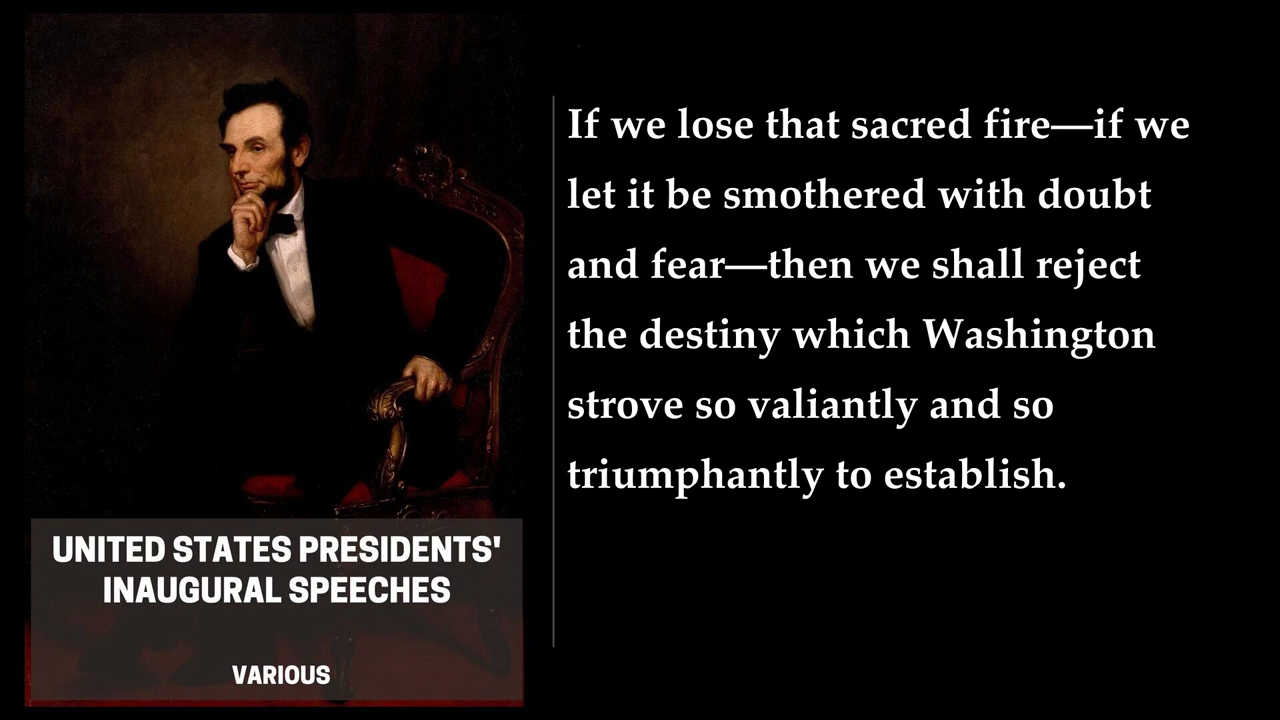 If we lose that sacred fire—if we
let it be smothered with doubt
and fear—then we shall reject
the destiny which Washington
strove so valiantly and so
triumphantly to establish.
UNITED STATES PRESIDENTS'
INAUGURAL SPEECHES
VARIOUS